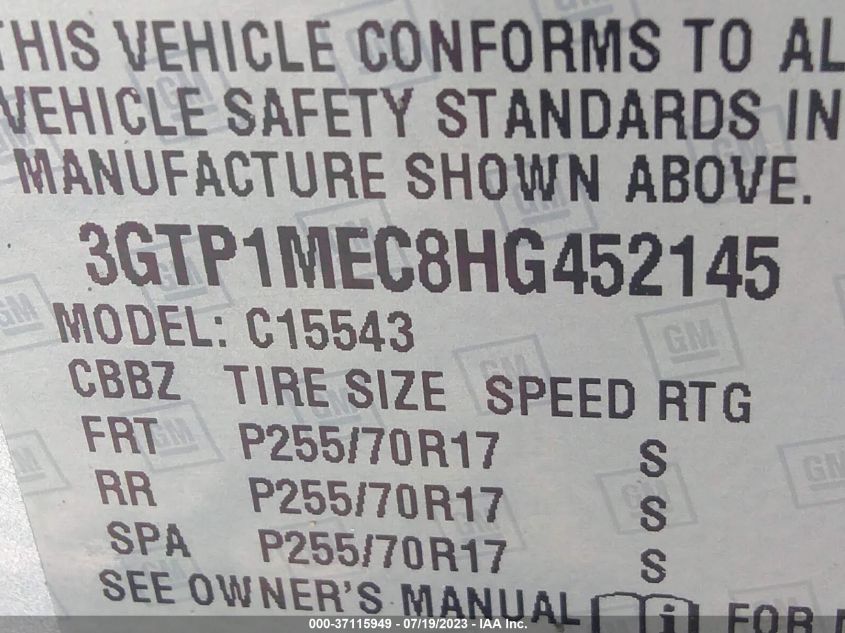 THIS VEHICLE CONFORMS TO AL
VEHICLE SAFETY STANDARDS IN
MANUFACTURE SHOWN ABOVE.
3GTP1MEC8HG452145
MODEL: C15543
CBBZ TIRE SIZE SPEED RTG
FRT P255/70R17 S
RR P255/70R17 S
SPA P255/70R17 S
SEE OWNER'S MANUAL i FOR
000-37115949 - 07/19/2023 - IAA Inc.